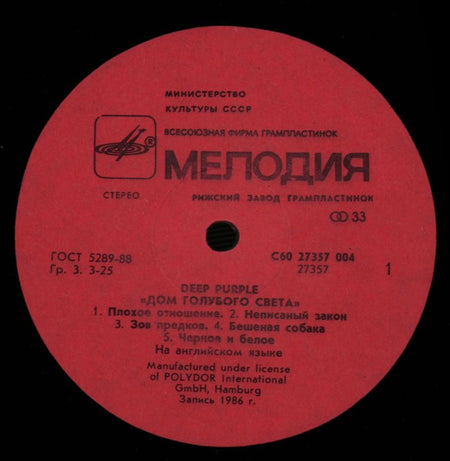 МИНИСТЕРСТВО
КУЛЬТУРЫ СССР
ВСЕСОЮЗНАЯ ФИРМА ГРАМПЛАСТИНОК
® МЕЛОДИЯ
СТЕРЕО
РИЖСКИЙ ЗАВОД ГРАМПЛАСТИНОК
33
ГОСТ 5289-88
Гр. 3. 3-25
С60 27357 004
27357
1
DEEP PURPLE
«ДОМ ГОЛУБОГО СВЕТА»
1. Плохое отношение. 2. Неписаный закон
3. Зов предков. 4. Бешеная собака
5. Черное и белое
На английском языке
Manufactured under license
of POLYDOR International
GmbH, Hamburg
Запись 1986 г.